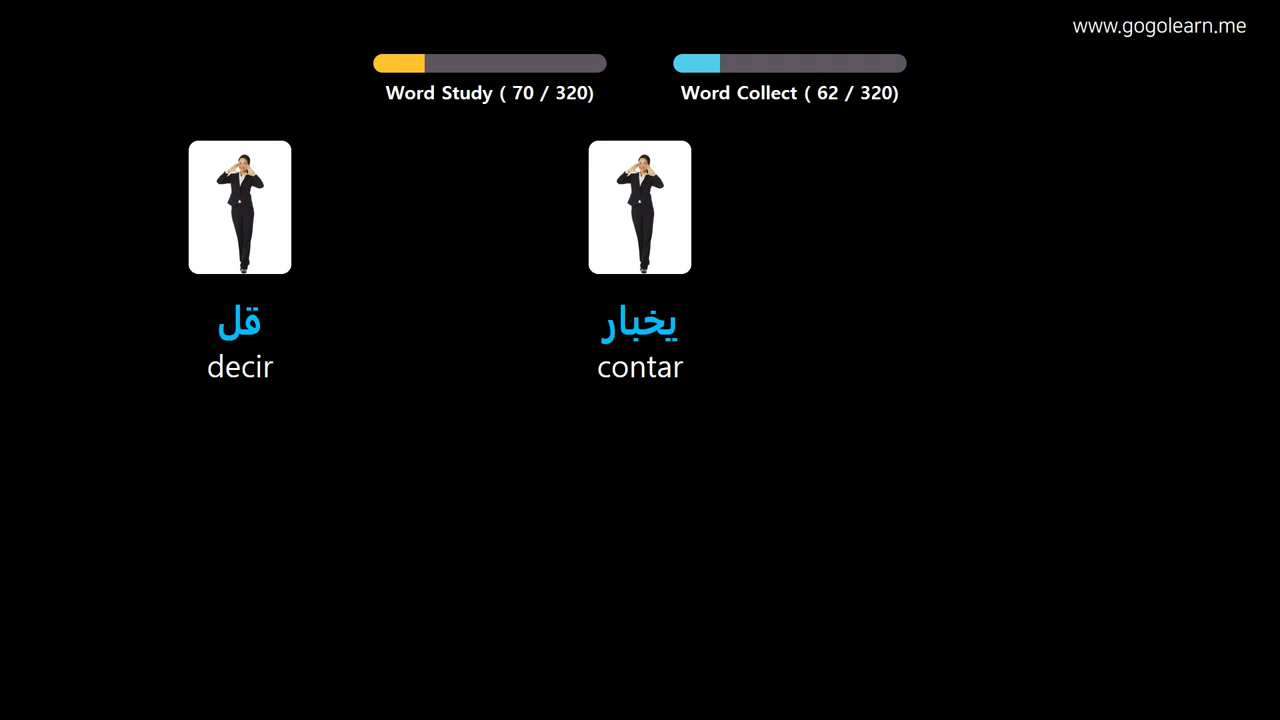 www.gogolearn.me
Word Study ( 70 / 320)
Word Collect ( 62 / 320)
قل
decir
يخبار
contar